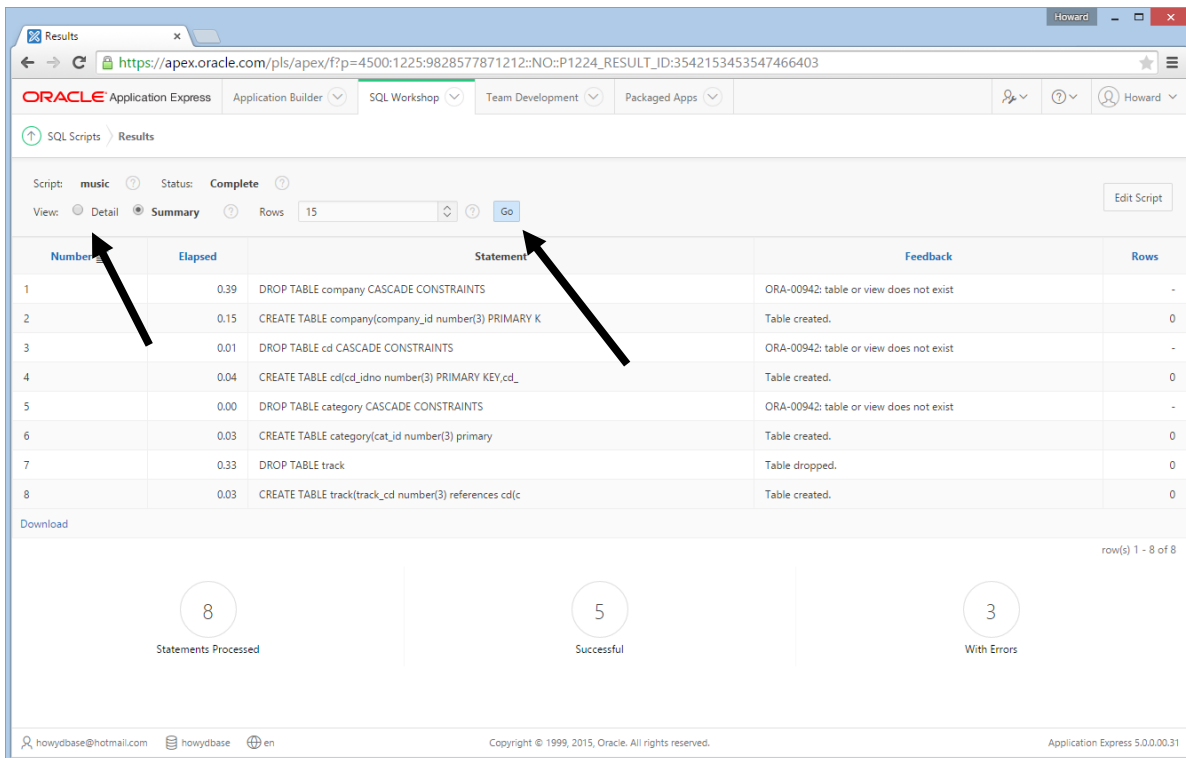 Howard
Results
https://apex.oracle.com/pls/apex/f?p=4500:1225:9828577871212::NO::P1224_RESULT_ID:3542153453547466403
ORACLE Application Express Application Builder SQL Workshop Team Development Packaged Apps Howard
SQL Scripts Results
Script: music Status: Complete
Edit Script
View: Detail Summary Rows 15 Go
Number Elapsed Statement Feedback Rows
1 0.39 DROP TABLE company CASCADE CONSTRAINTS ORA-00942: table or view does not exist -
2 0.15 CREATE TABLE company(company_id number(3) PRIMARY K Table created. 0
3 0.01 DROP TABLE cd CASCADE CONSTRAINTS ORA-00942: table or view does not exist -
4 0.04 CREATE TABLE cd(cd_idno number(3) PRIMARY KEY,cd_ Table created. 0
5 0.00 DROP TABLE category CASCADE CONSTRAINTS ORA-00942: table or view does not exist -
6 0.03 CREATE TABLE category(cat_id number(3) primary Table created. 0
7 0.33 DROP TABLE track Table dropped. 0
8 0.03 CREATE TABLE track(track_cd number(3) references cd(c Table created. 0
Download
row(s) 1 - 8 of 8
8 5 3
Statements Processed Successful With Errors
howydbase@hotmail.com howydbase en Copyright © 1999, 2015, Oracle. All rights reserved. Application Express 5.0.0.00.31